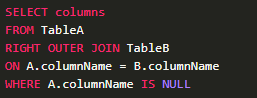 SELECT columns
FROM TableA
RIGHT OUTER JOIN TableB
ON A.columnName = B.columnName
WHERE A.columnName IS NULL